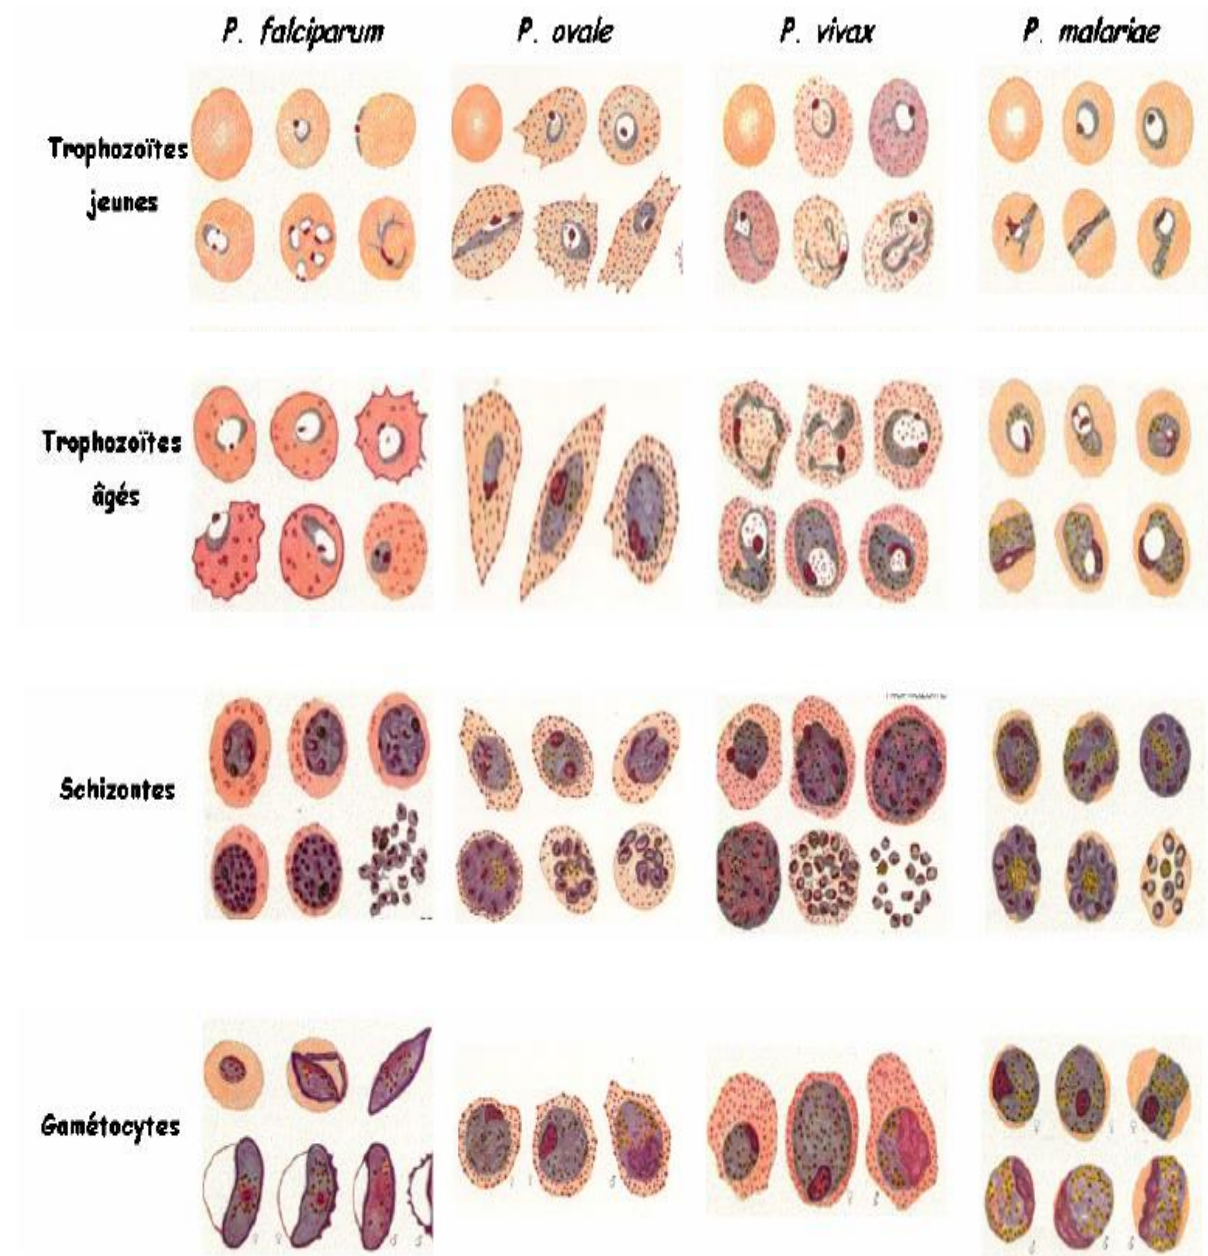 P. falciparum P. ovale P. vivax P. malariae
Trophozoïtes
jeunes
Trophozoïtes
âgés
Schizontes
Gamétocytes